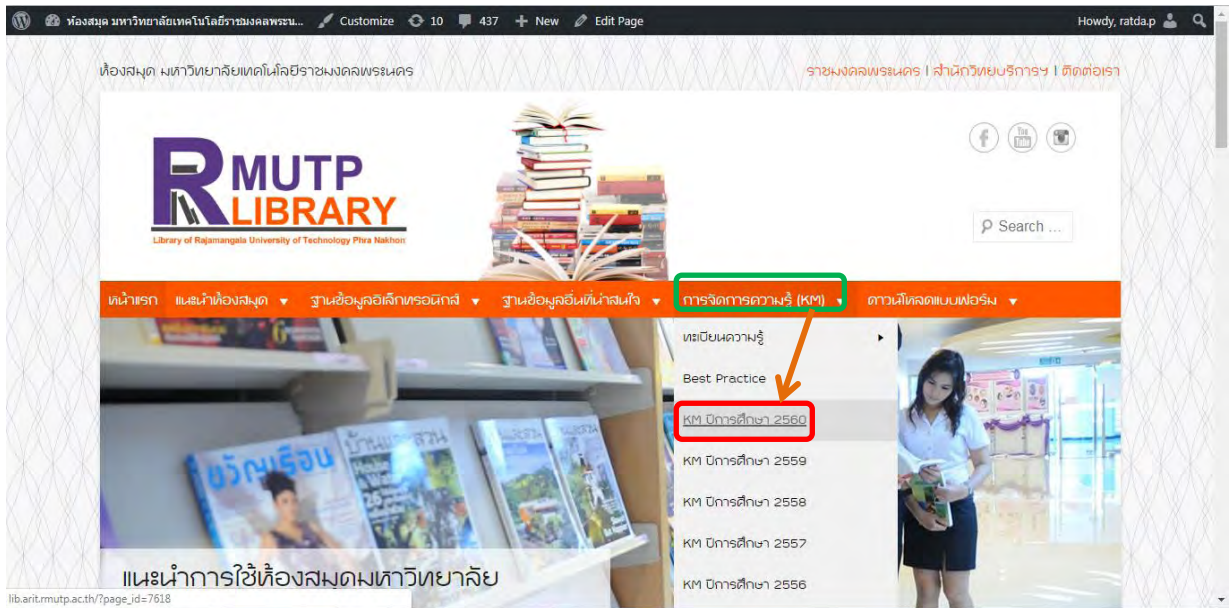 ห้องสมุด มหาวิทยาลัยเทคโนโลยีราชมงคลพระน... Customize 10 437 New Edit Page Howdy, ratda.p
ห้องสมุด มหาวิทยาลัยเทคโนโลยีราชมงคลพระนคร
ราชมงคลพระนคร | สำนักวิทยบริการฯ | ติดต่อเรา
RMUTP
LIBRARY
Library of Rajamangala University of Technology Phra Nakhon
You Tube
Search ...
หน้าแรก แนะนำห้องสมุด ฐานข้อมูลอิเล็กทรอนิกส์ ฐานข้อมูลอื่นที่น่าสนใจ การจัดการความรู้ (KM) ดาวน์โหลดแบบฟอร์ม
ทะเบียนความรู้
Best Practice
KM ปีการศึกษา 2560
KM ปีการศึกษา 2559
KM ปีการศึกษา 2558
KM ปีการศึกษา 2557
KM ปีการศึกษา 2556
ขวัญเรือน
บ้านและสวน
แนะนำการใช้ห้องสมุดมหาวิทยาลัย
lib.arit.rmutp.ac.th/?page_id=7618